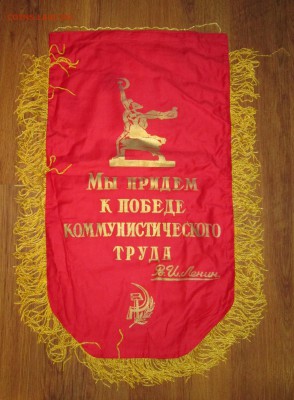 Мы придем
к победе
коммунистического
труда
В. И. Ленин.